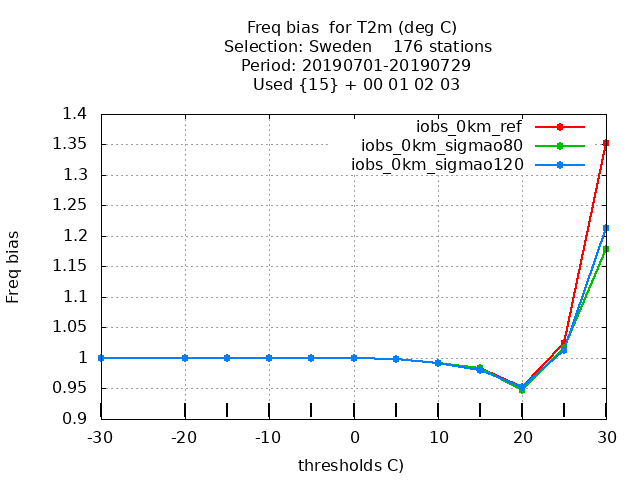 Freq bias  for T2m (deg C)
Selection: Sweden    176 stations
Period: 20190701-20190729
Used {15} + 00 01 02 03
iobs_0km_ref
iobs_0km_sigmao80
iobs_0km_sigmao120
1.4
1.35
1.3
1.25
1.2
1.15
1.1
1.05
1
0.95
0.9
Freq bias
-30 -20 -10 0 10 20 30
thresholds C)